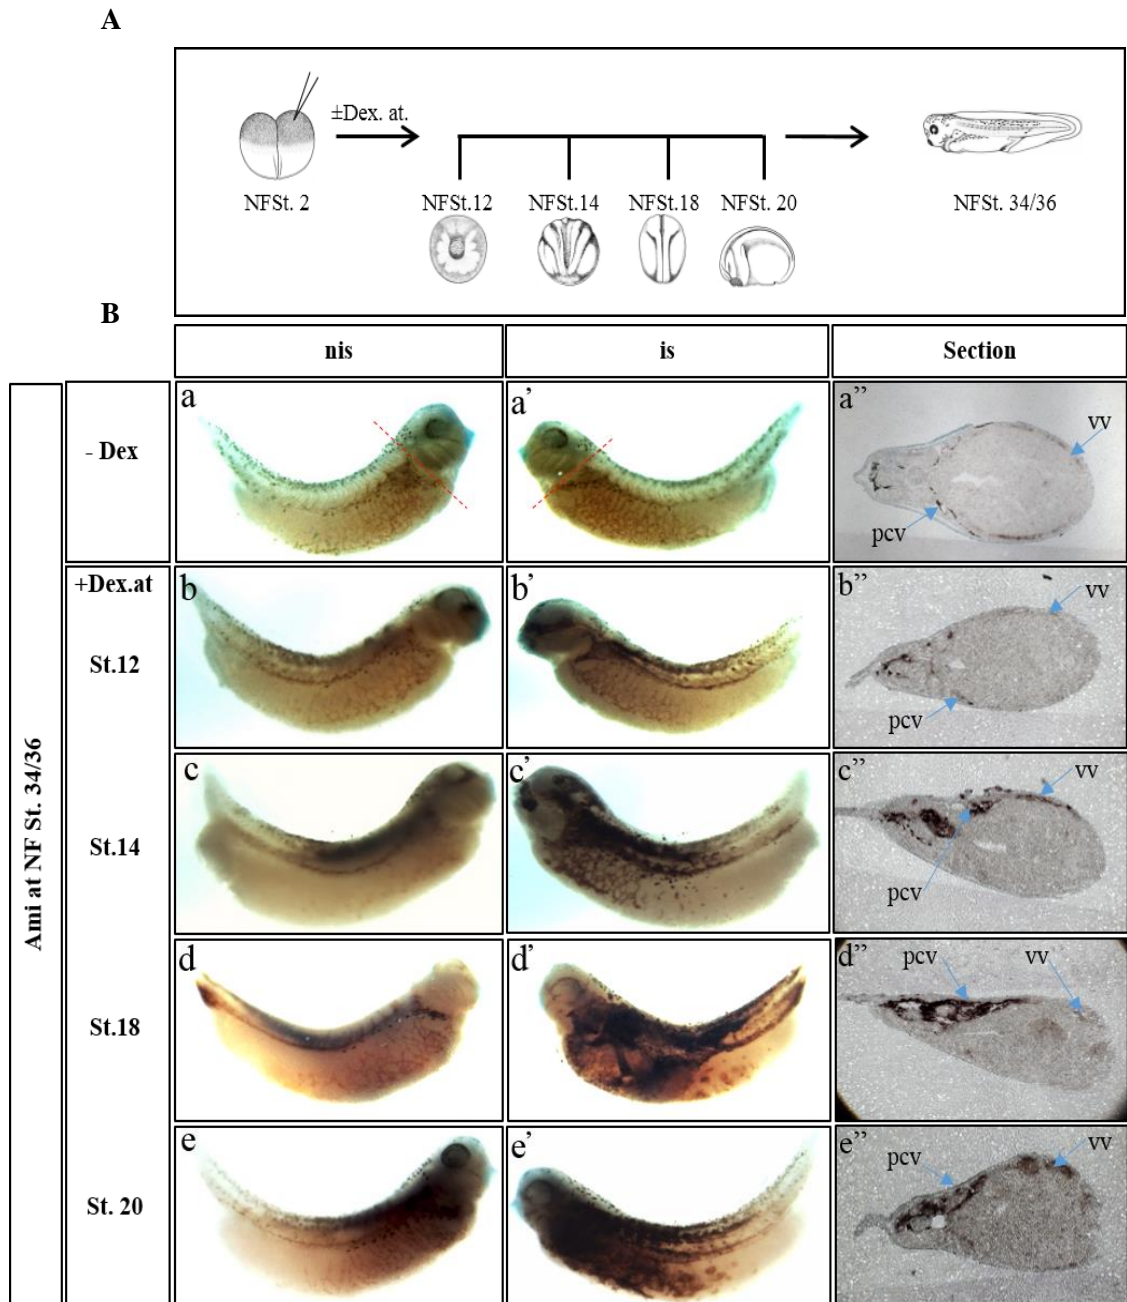 A
±Dex. at.
NFSt. 2
NFSt.12
NFSt.14
NFSt.18
NFSt. 20
NFSt. 34/36
B
nis
is
Section
Ami at NF St. 34/36
- Dex
a
a’
a”
vv
pcv
+Dex.at
St.12
b
b’
b”
vv
pcv
St.14
c
c’
c”
vv
pcv
St.18
d
d’
d”
pcv
vv
St. 20
e
e’
e”
pcv
vv